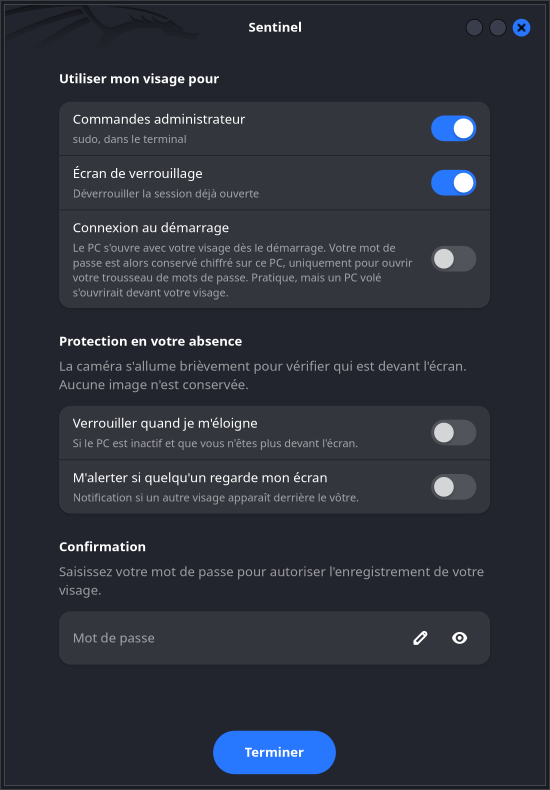 Sentinel
Utiliser mon visage pour
Commandes administrateur
sudo, dans le terminal
Écran de verrouillage
Déverrouiller la session déjà ouverte
Connexion au démarrage
Le PC s'ouvre avec votre visage dès le démarrage. Votre mot de
passe est alors conservé chiffré sur ce PC, uniquement pour ouvrir
votre trousseau de mots de passe. Pratique, mais un PC volé
s'ouvrirait devant votre visage.
Protection en votre absence
La caméra s'allume brièvement pour vérifier qui est devant l'écran.
Aucune image n'est conservée.
Verrouiller quand je m'éloigne
Si le PC est inactif et que vous n'êtes plus devant l'écran.
M'alerter si quelqu'un regarde mon écran
Notification si un autre visage apparaît derrière le vôtre.
Confirmation
Saisissez votre mot de passe pour autoriser l'enregistrement de votre
visage.
Mot de passe
Terminer